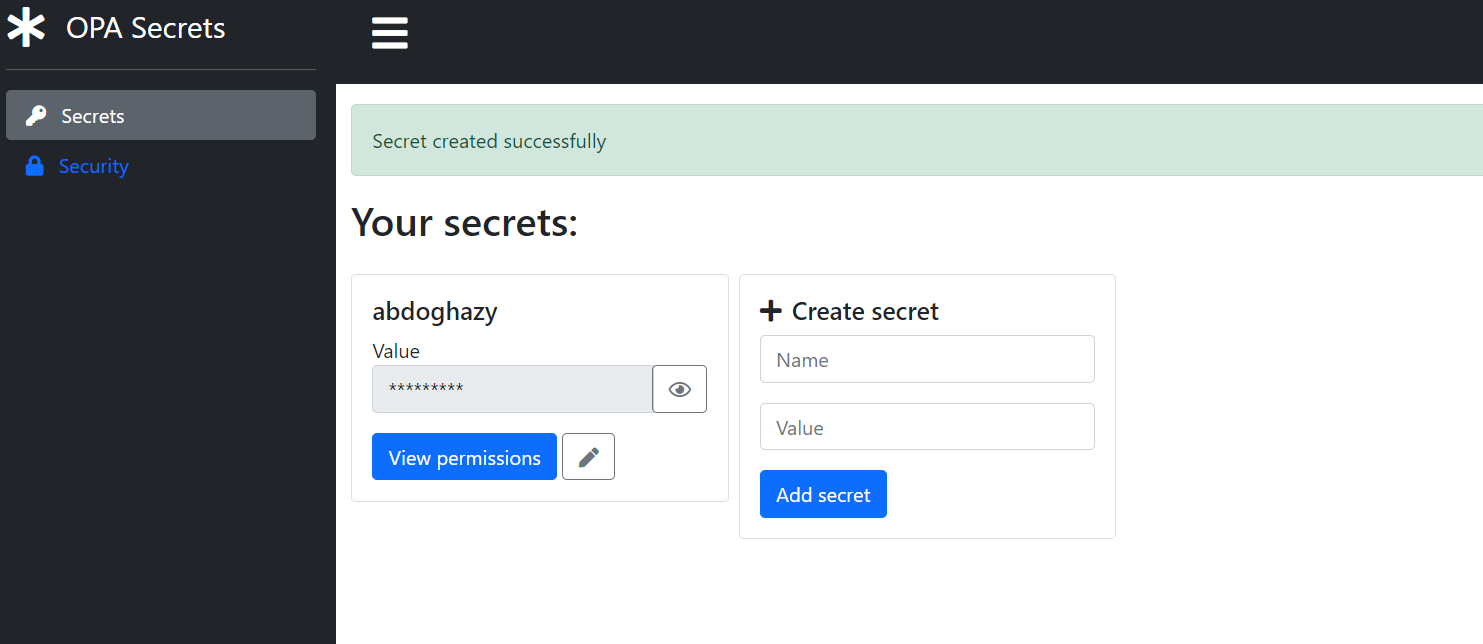 OPA Secrets
Secrets
Security
Secret created successfully
Your secrets:
abdoghazy
Value
*********
View permissions
Create secret
Name
Value
Add secret